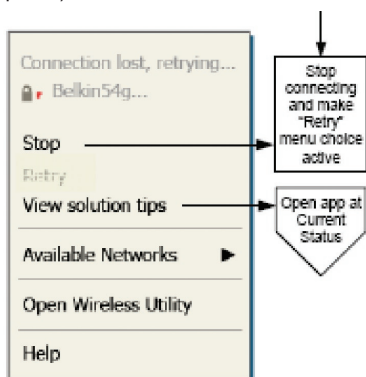 Connection lost, retrying...
Belkin54g...
Stop
Retry
View solution tips
Available Networks
Open Wireless Utility
Help
Stop
connecting
and make
"Retry"
menu choice
active
Open app at
Current
Status